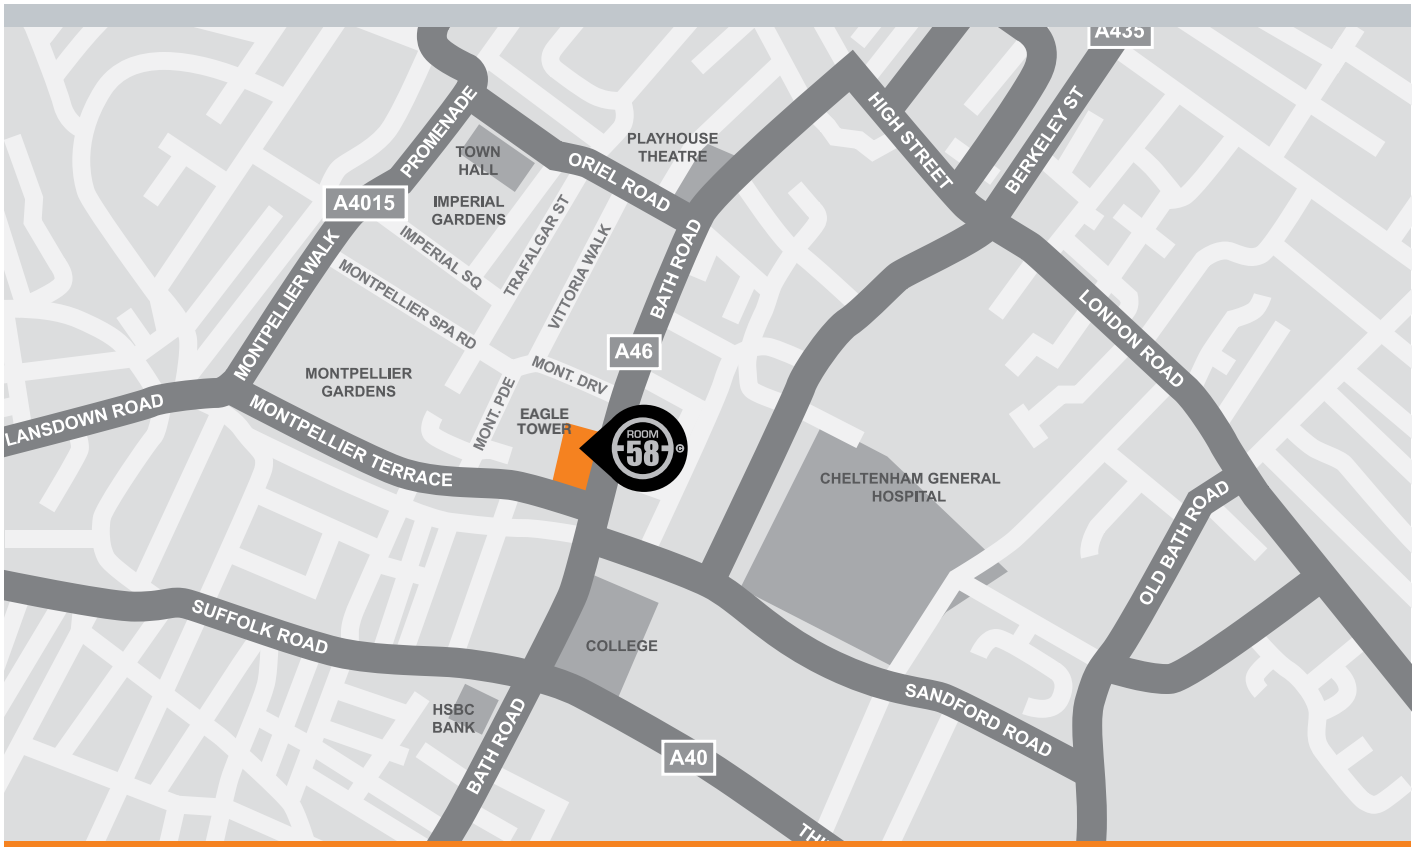 A435
PROMENADE
HIGH STREET
BERKELEY ST
TOWN
HALL
PLAYHOUSE
THEATRE
ORIEL ROAD
A4015
IMPERIAL
GARDENS
IMPERIAL SQ
TRAFALGAR ST
VITTORIA WALK
BATH ROAD
MONTPELLIER WALK
MONTPELLIER SPA RD
LONDON ROAD
A46
MONTPELLIER
GARDENS
MONT. DRV
MONT. PDE
LANSDOWN ROAD
MONTPELLIER TERRACE
EAGLE
TOWER
ROOM
58
CHELTENHAM GENERAL
HOSPITAL
OLD BATH ROAD
SUFFOLK ROAD
COLLEGE
SANDFORD ROAD
HSBC
BANK
BATH ROAD
A40